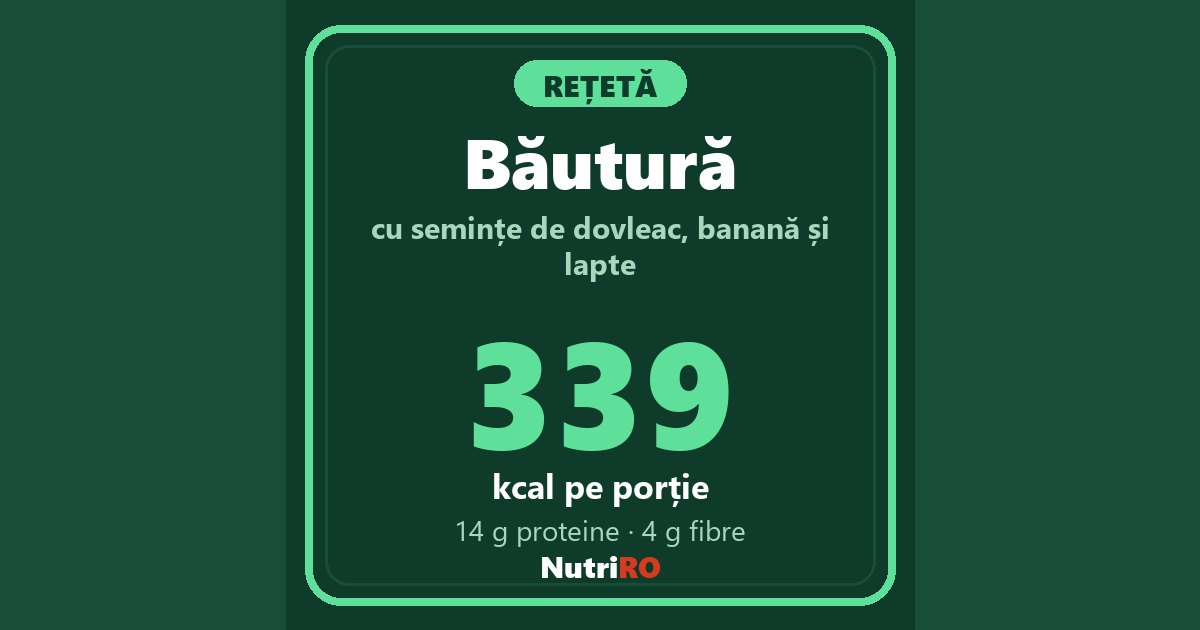 REȚETĂ
Băutură
cu semințe de dovleac, banană și
lapte
339
kcal pe porție
14 g proteine · 4 g fibre
NutriRO